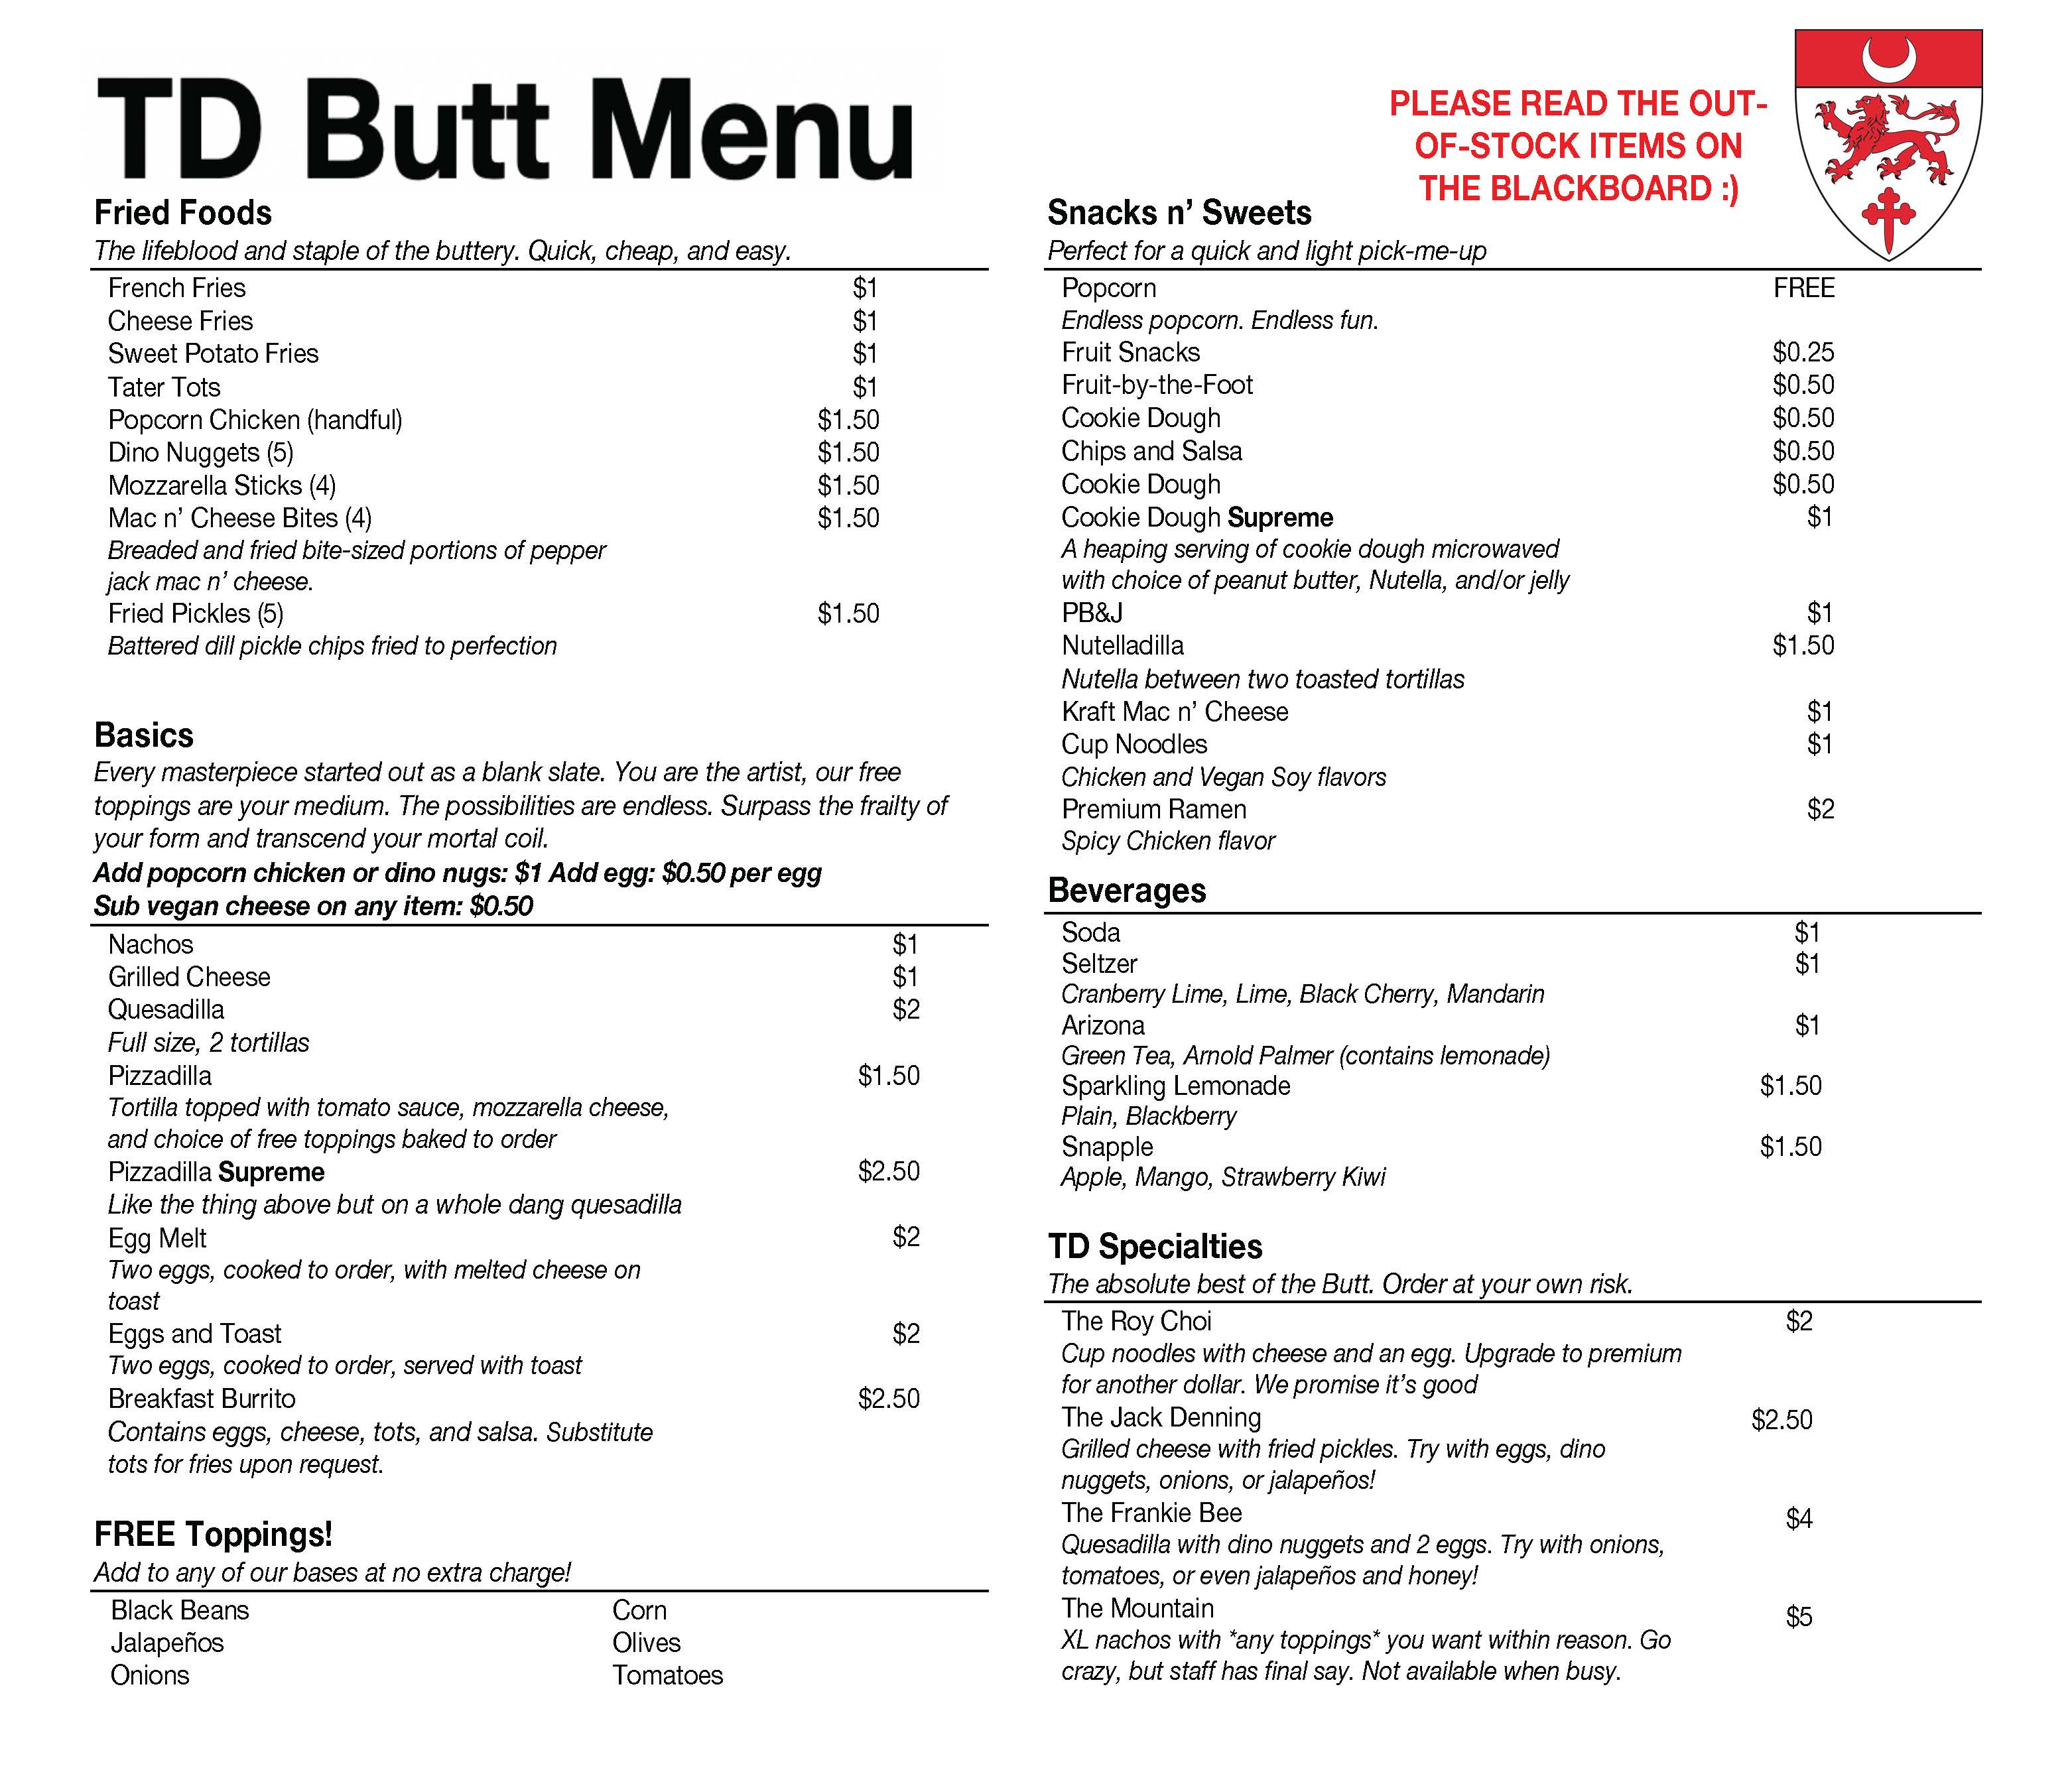 TD Butt Menu
PLEASE READ THE OUT-
OF-STOCK ITEMS ON
THE BLACKBOARD :)
Fried Foods
The lifeblood and staple of the buttery. Quick, cheap, and easy.
French Fries $1
Cheese Fries $1
Sweet Potato Fries $1
Tater Tots $1
Popcorn Chicken (handful) $1.50
Dino Nuggets (5) $1.50
Mozzarella Sticks (4) $1.50
Mac n’ Cheese Bites (4) $1.50
Breaded and fried bite-sized portions of pepper
jack mac n’ cheese.
Fried Pickles (5) $1.50
Battered dill pickle chips fried to perfection
Basics
Every masterpiece started out as a blank slate. You are the artist, our free
toppings are your medium. The possibilities are endless. Surpass the frailty of
your form and transcend your mortal coil.
Add popcorn chicken or dino nugs: $1 Add egg: $0.50 per egg
Sub vegan cheese on any item: $0.50
Nachos $1
Grilled Cheese $1
Quesadilla $2
Full size, 2 tortillas
Pizzadilla $1.50
Tortilla topped with tomato sauce, mozzarella cheese,
and choice of free toppings baked to order
Pizzadilla Supreme $2.50
Like the thing above but on a whole dang quesadilla
Egg Melt $2
Two eggs, cooked to order, with melted cheese on
toast
Eggs and Toast $2
Two eggs, cooked to order, served with toast
Breakfast Burrito $2.50
Contains eggs, cheese, tots, and salsa. Substitute
tots for fries upon request.
FREE Toppings!
Add to any of our bases at no extra charge!
Black Beans Corn
Jalapeños Olives
Onions Tomatoes
Snacks n’ Sweets
Perfect for a quick and light pick-me-up
Popcorn FREE
Endless popcorn. Endless fun.
Fruit Snacks $0.25
Fruit-by-the-Foot $0.50
Cookie Dough $0.50
Chips and Salsa $0.50
Cookie Dough $0.50
Cookie Dough Supreme $1
A heaping serving of cookie dough microwaved
with choice of peanut butter, Nutella, and/or jelly
PB&J $1
Nutelladilla $1.50
Nutella between two toasted tortillas
Kraft Mac n’ Cheese $1
Cup Noodles $1
Chicken and Vegan Soy flavors
Premium Ramen $2
Spicy Chicken flavor
Beverages
Soda $1
Seltzer $1
Cranberry Lime, Lime, Black Cherry, Mandarin
Arizona $1
Green Tea, Arnold Palmer (contains lemonade)
Sparkling Lemonade $1.50
Plain, Blackberry
Snapple $1.50
Apple, Mango, Strawberry Kiwi
TD Specialties
The absolute best of the Butt. Order at your own risk.
The Roy Choi $2
Cup noodles with cheese and an egg. Upgrade to premium
for another dollar. We promise it’s good
The Jack Denning $2.50
Grilled cheese with fried pickles. Try with eggs, dino
nuggets, onions, or jalapeños!
The Frankie Bee $4
Quesadilla with dino nuggets and 2 eggs. Try with onions,
tomatoes, or even jalapeños and honey!
The Mountain $5
XL nachos with *any toppings* you want within reason. Go
crazy, but staff has final say. Not available when busy.